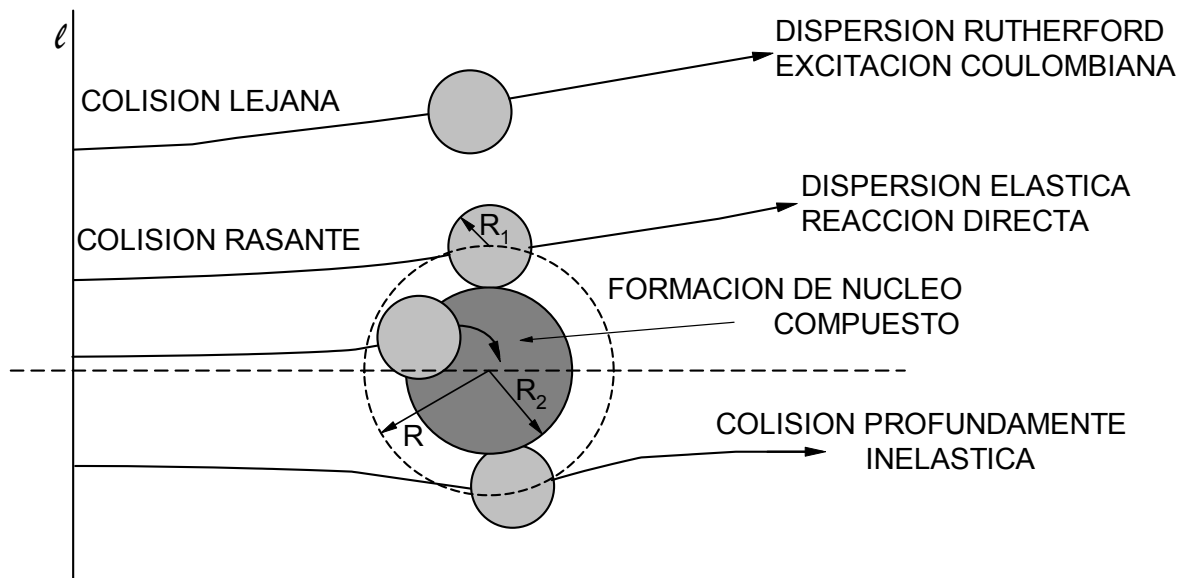 ℓ
DISPERSION RUTHERFORD
EXCITACION COULOMBIANA
COLISION LEJANA
DISPERSION ELASTICA
REACCION DIRECTA
COLISION RASANTE
R₁
FORMACION DE NUCLEO
COMPUESTO
R₂
R
COLISION PROFUNDAMENTE
INELASTICA